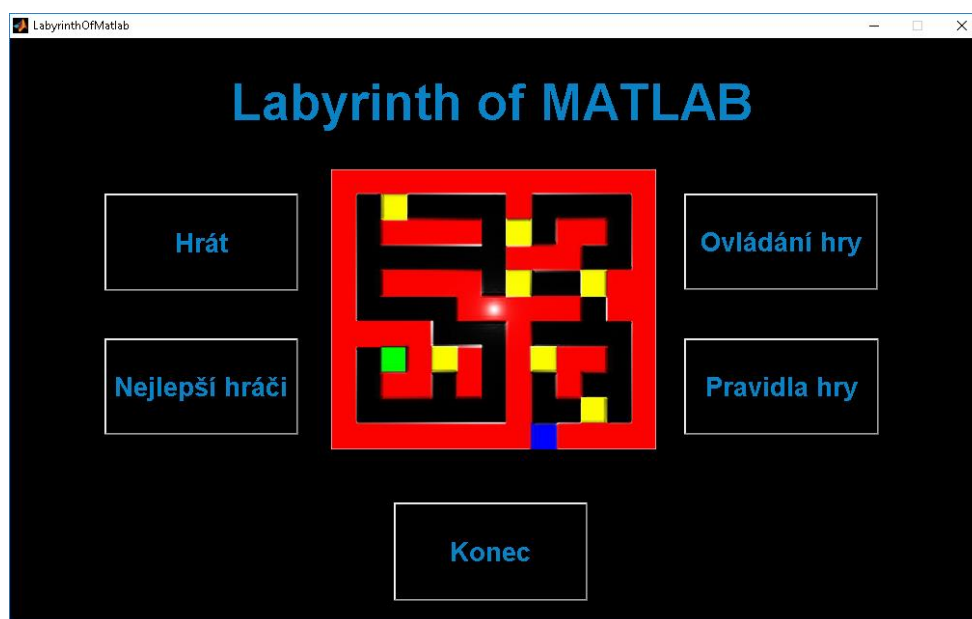 LabyrinthOfMatlab
Labyrinth of MATLAB
Hrát
Ovládání hry
Nejlepší hráči
Pravidla hry
Konec